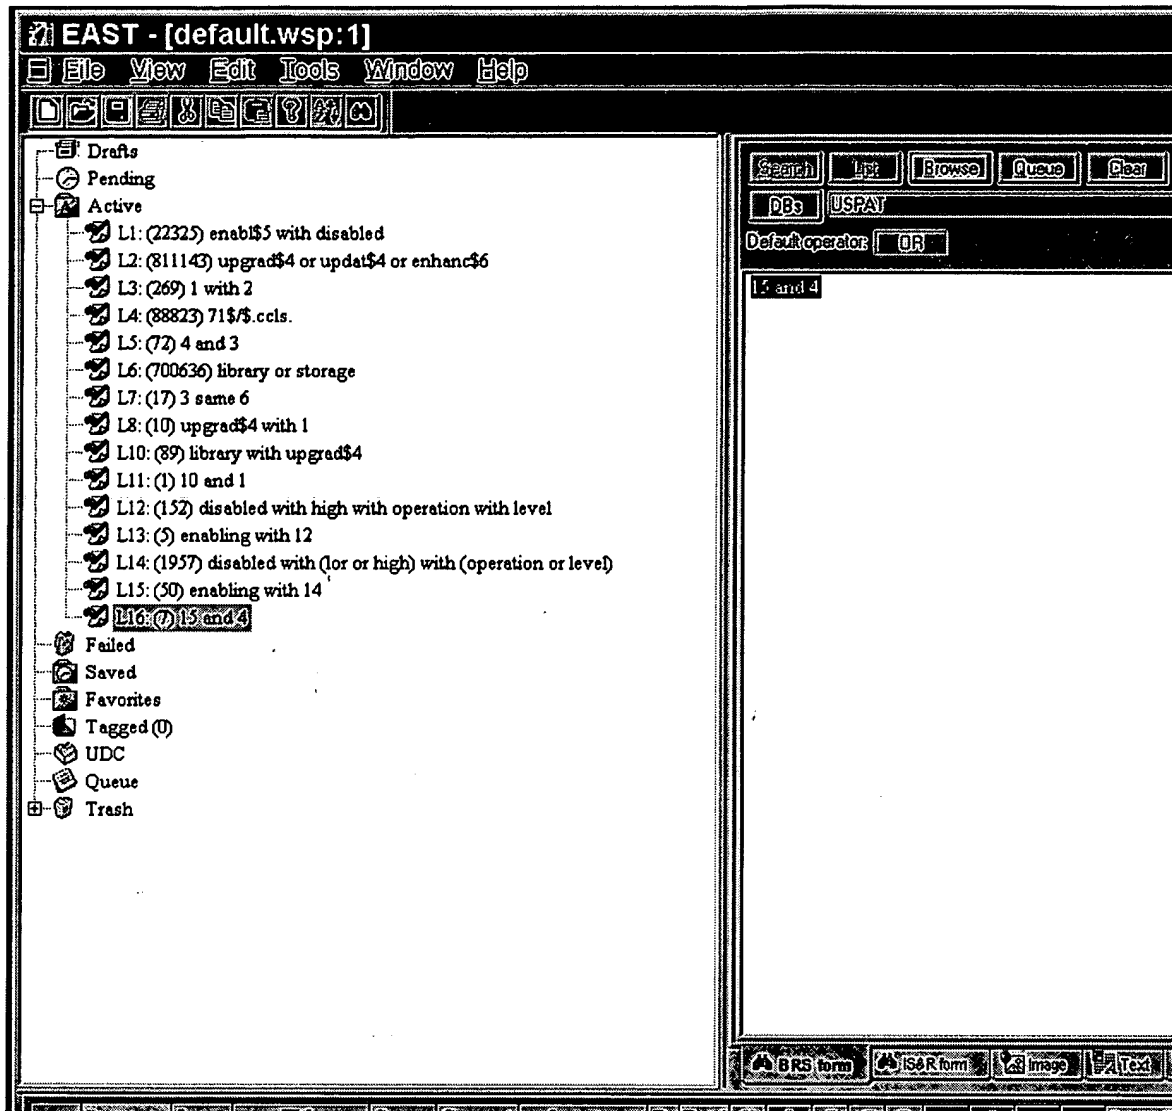 EAST - [default.wsp:1]
File View Edit Tools Window Help
Drafts
Pending
Active
L1: (22325) enabl$5 with disabled
L2: (811143) upgrad$4 or updat$4 or enhanc$6
L3: (269) 1 with 2
L4: (88823) 71$/$.ccls.
L5: (72) 4 and 3
L6: (700636) library or storage
L7: (17) 3 same 6
L8: (10) upgrad$4 with 1
L10: (89) library with upgrad$4
L11: (1) 10 and 1
L12: (152) disabled with high with operation with level
L13: (5) enabling with 12
L14: (1957) disabled with (lor or high) with (operation or level)
L15: (50) enabling with 14
L16: (7) 15 and 4
Failed
Saved
Favorites
Tagged (0)
UDC
Queue
Trash
Search List Browse Queue Clear
DBs USPAT
Default operator: OR
15 and 4
BRS form IS&R form Image Text